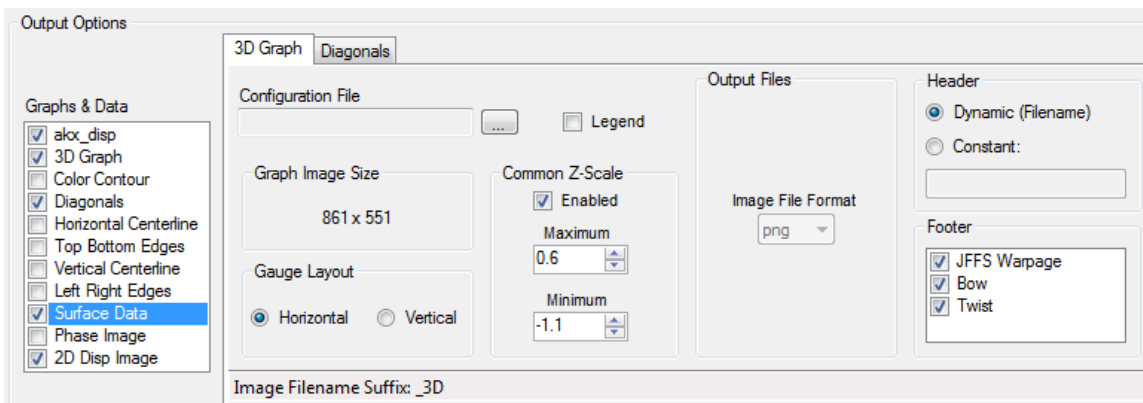 Output Options
Graphs & Data
akx_disp
3D Graph
Color Contour
Diagonals
Horizontal Centerline
Top Bottom Edges
Vertical Centerline
Left Right Edges
Surface Data
Phase Image
2D Disp Image
3D Graph
Diagonals
Configuration File
...
Legend
Graph Image Size
861 x 551
Gauge Layout
Horizontal
Vertical
Common Z-Scale
Enabled
Maximum
0.6
Minimum
-1.1
Output Files
Image File Format
png
Header
Dynamic (Filename)
Constant:
Footer
JFFS Warpage
Bow
Twist
Image Filename Suffix: _3D